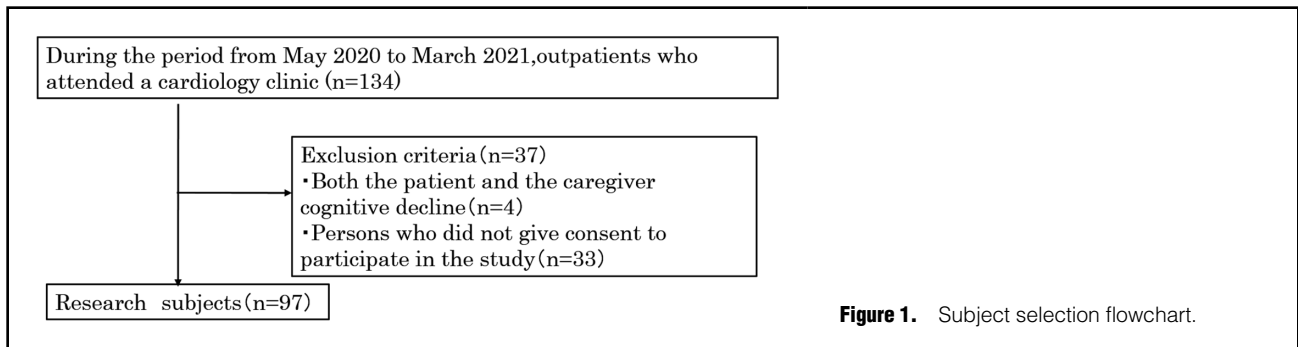 During the period from May 2020 to March 2021,outpatients who
attended a cardiology clinic (n=134)
Exclusion criteria(n=37)
・Both the patient and the caregiver
cognitive decline(n=4)
・Persons who did not give consent to
participate in the study(n=33)
Research subjects(n=97)
Figure 1. Subject selection flowchart.